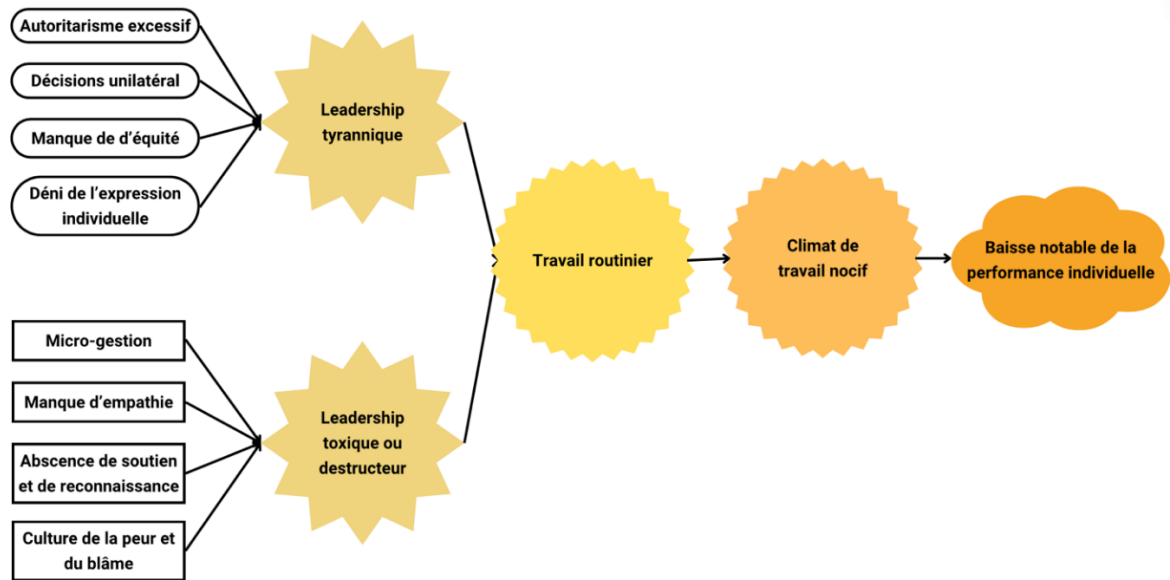 Autoritarisme excessif
Décisions unilatéral
Manque de d'équité
Déni de l'expression
individuelle
Leadership
tyrannique
Micro-gestion
Manque d'empathie
Abscence de soutien
et de reconnaissance
Culture de la peur et
du blâme
Leadership
toxique ou
destructeur
Travail routinier
Climat de
travail nocif
Baisse notable de la
performance individuelle